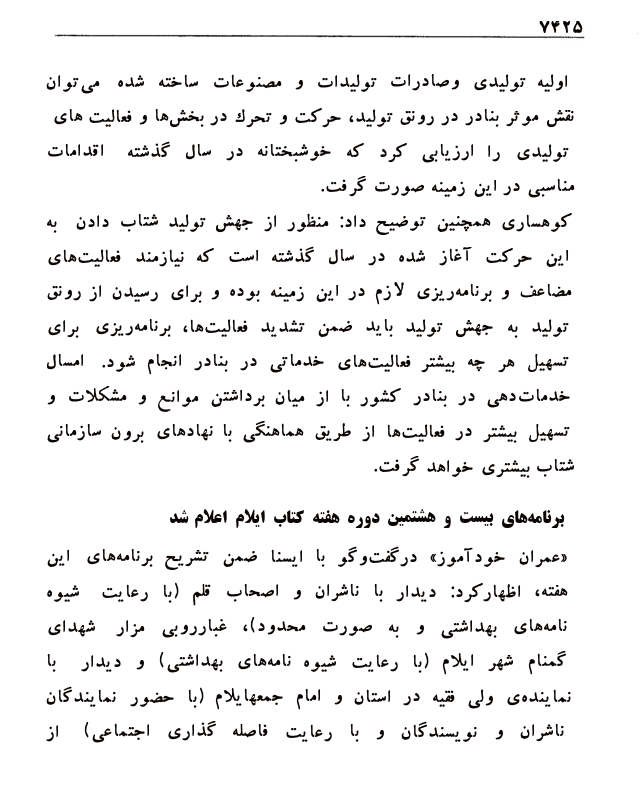 ۷۴۲۵
اولیه تولیدی وصادرات تولیدات و مصنوعات ساخته شده می‌توان
نقش موثر بنادر در رونق تولید، حرکت و تحرك در بخش‌ها و فعالیت های
تولیدی را ارزیابی کرد که خوشبختانه در سال گذشته اقدامات
مناسبی در این زمینه صورت گرفت.
کوهساری همچنین توضیح داد: منظور از جهش تولید شتاب دادن به
این حرکت آغاز شده در سال گذشته است که نیازمند فعالیت‌های
مضاعف و برنامه‌ریزی لازم در این زمینه بوده و برای رسیدن از رونق
تولید به جهش تولید باید ضمن تشدید فعالیت‌ها، برنامه‌ریزی برای
تسهیل هر چه بیشتر فعالیت‌های خدماتی در بنادر انجام شود. امسال
خدمات‌دهی در بنادر کشور با از میان برداشتن موانع و مشکلات و
تسهیل بیشتر در فعالیت‌ها از طریق هماهنگی با نهادهای برون سازمانی
شتاب بیشتری خواهد گرفت.
برنامه‌های بیست و هشتمین دوره هفته کتاب ایلام اعلام شد
«عمران خودآموز» درگفت‌وگو با ایسنا ضمن تشریح برنامه‌های این
هفته، اظهارکرد: دیدار با ناشران و اصحاب قلم (با رعایت شیوه
نامه‌های بهداشتی و به صورت محدود)، غبارروبی مزار شهدای
گمنام شهر ایلام (با رعایت شیوه نامه‌های بهداشتی) و دیدار با
نماینده‌ی ولی فقیه در استان و امام جمعهایلام (با حضور نمایندگان
ناشران و نویسندگان و با رعایت فاصله گذاری اجتماعی) از